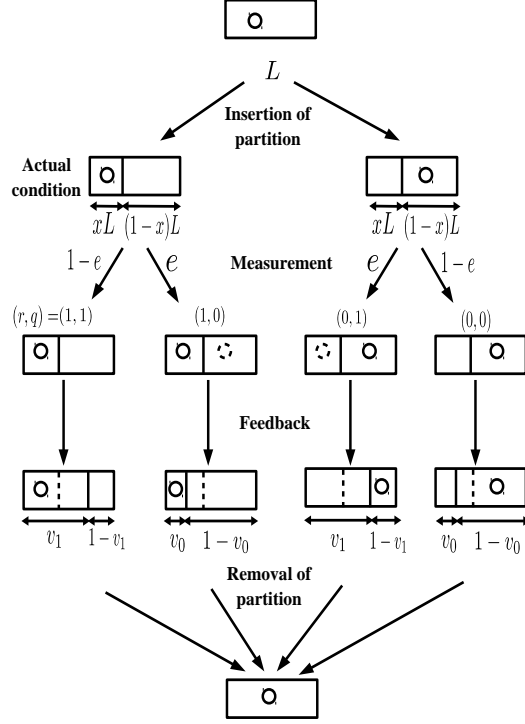 L
Insertion of
partition
Actual
condition
xL (1−x)L xL (1−x)L
1−e e Measurement e 1−e
(r, q) =(1, 1) (1, 0) (0, 1) (0, 0)
Feedback
v₁ 1−v₁ v₀ 1−v₀ v₁ 1−v₁ v₀ 1−v₀
Removal of
partition